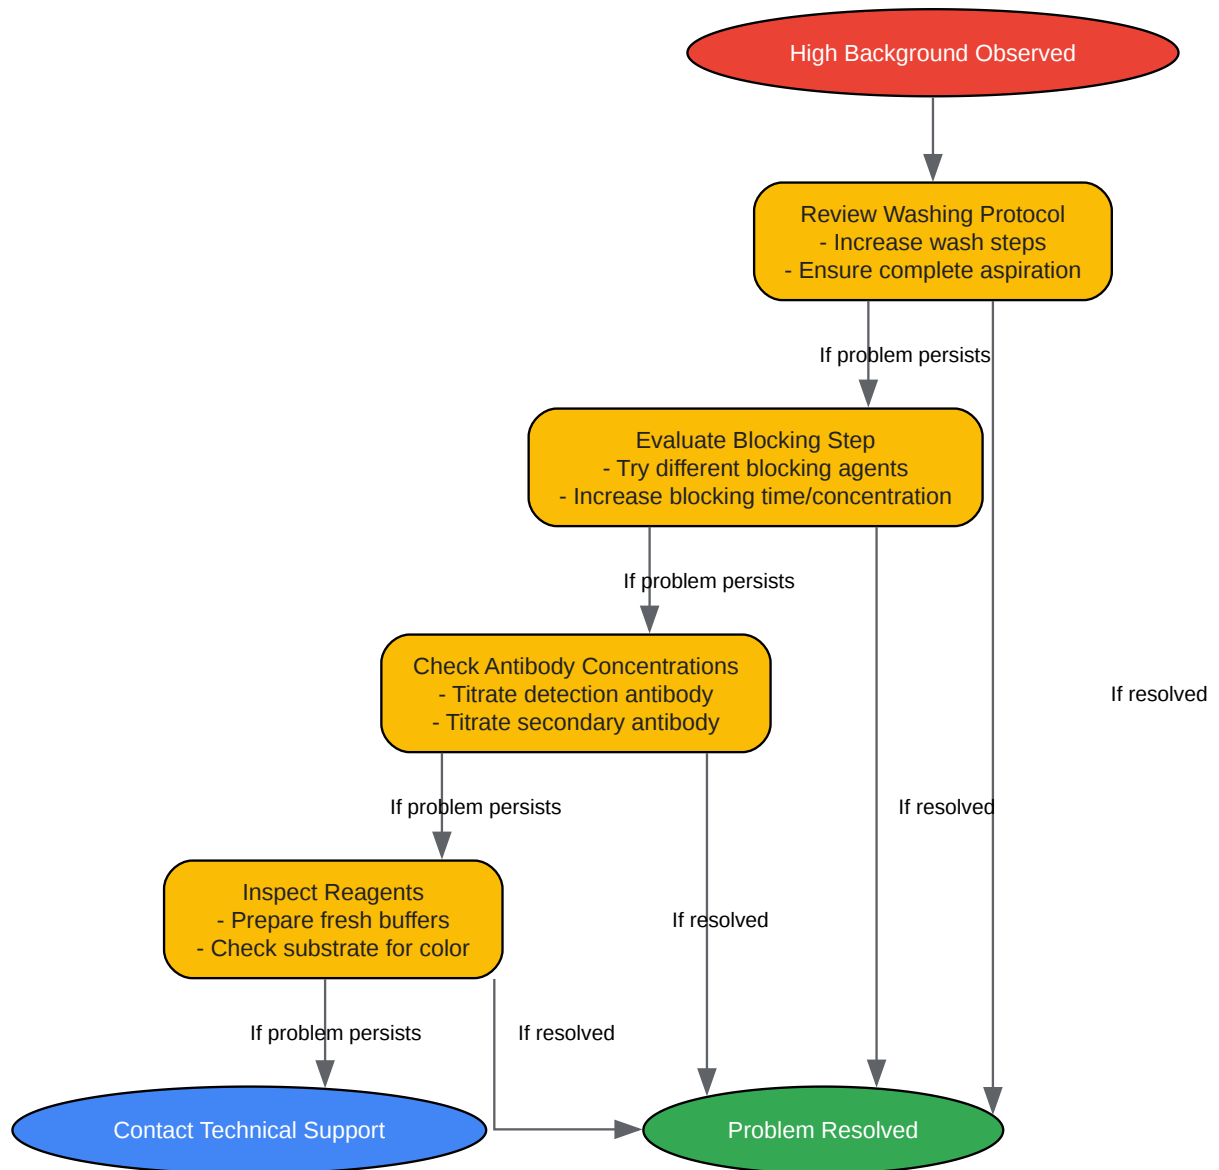 High Background Observed
Review Washing Protocol
- Increase wash steps
- Ensure complete aspiration
If problem persists
Evaluate Blocking Step
- Try different blocking agents
- Increase blocking time/concentration
If problem persists
Check Antibody Concentrations
- Titrate detection antibody
- Titrate secondary antibody
If resolved
If problem persists
If resolved
Inspect Reagents
- Prepare fresh buffers
- Check substrate for color
If resolved
If problem persists
If resolved
Contact Technical Support
Problem Resolved